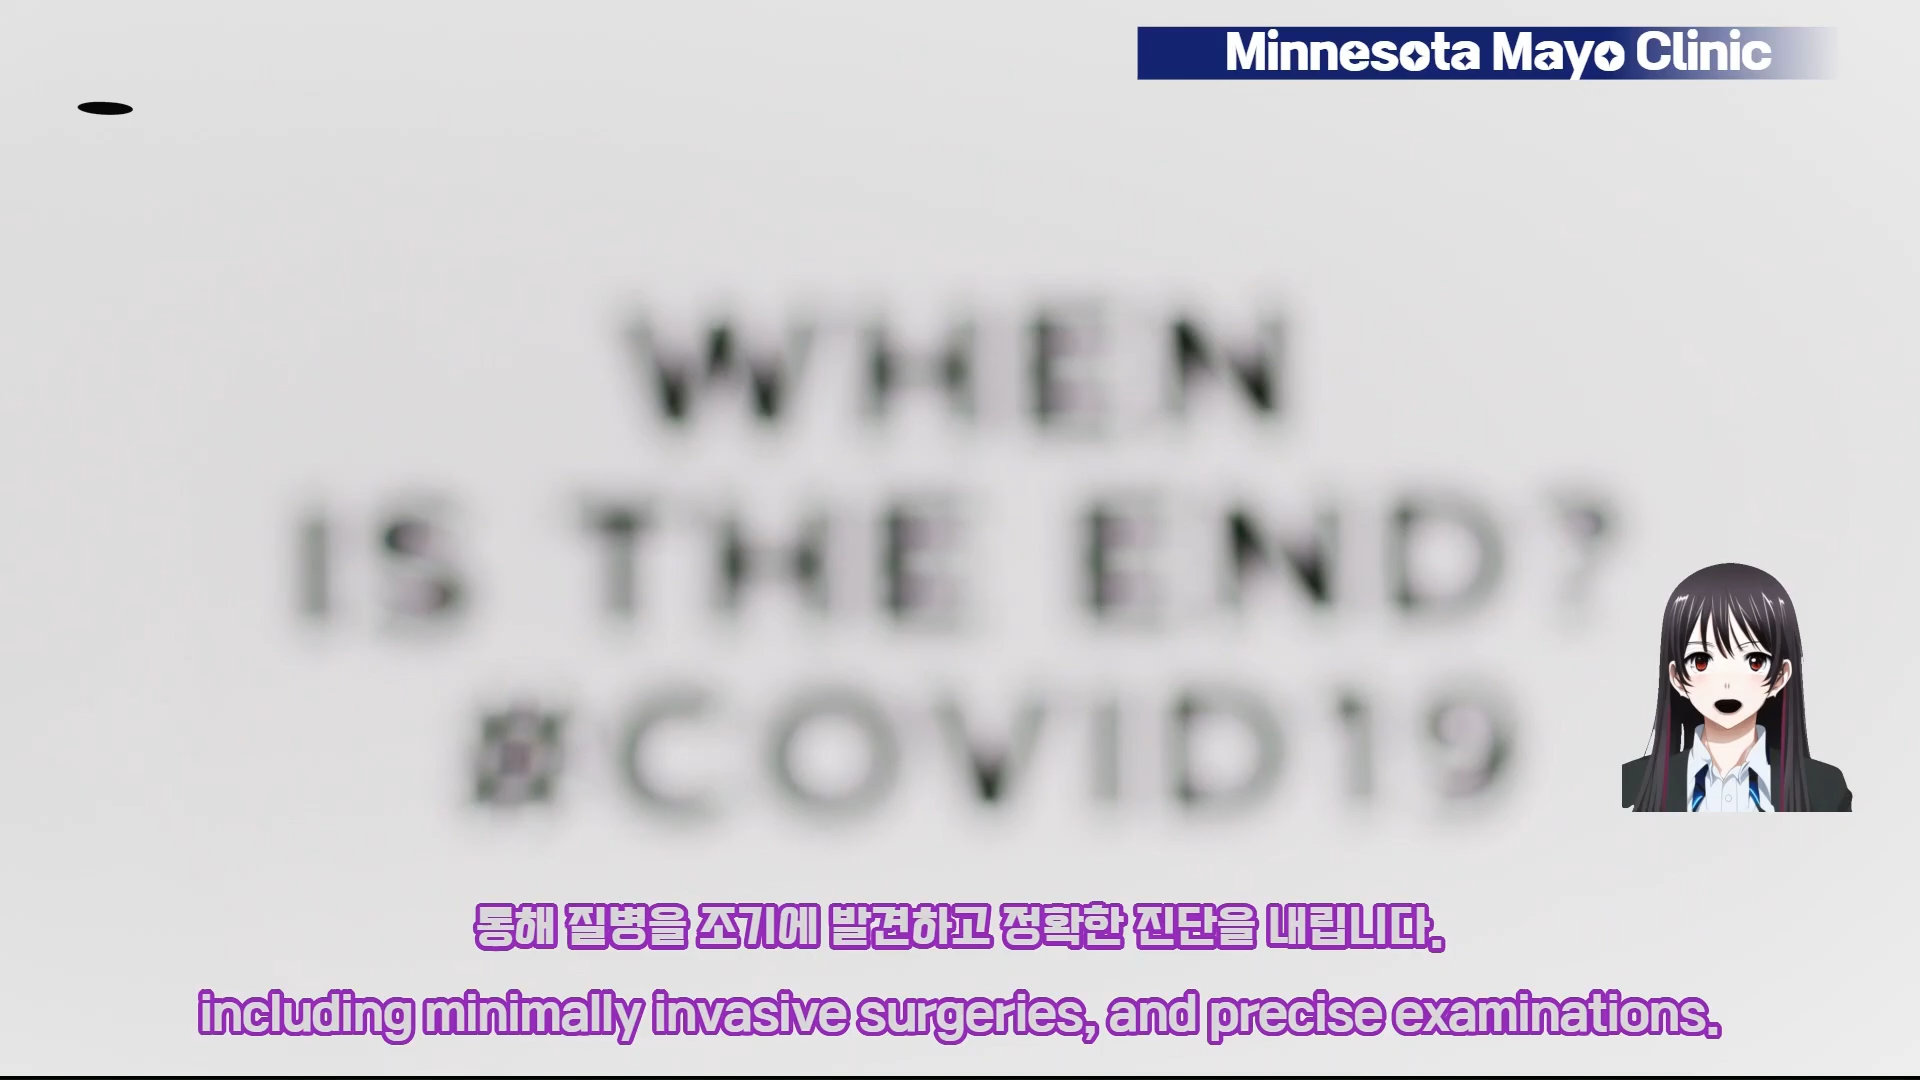 Minnesota Mayo Clinic
WHEN
IS THE END?
#COVID19
통해 질병을 조기에 발견하고 정확한 진단을 내립니다.
including minimally invasive surgeries, and precise examinations.